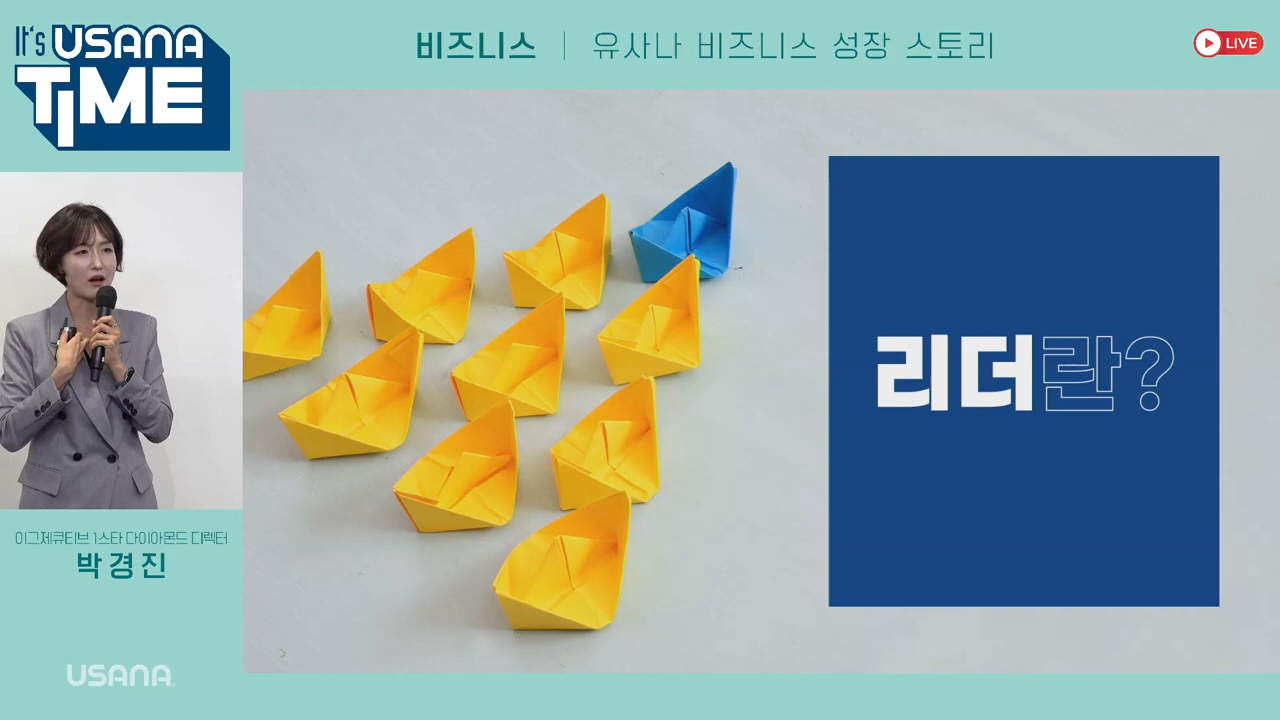 It's USANA
TIME
비즈니스 | 유사나 비즈니스 성장 스토리
LIVE
리더란?
이그제큐티브 1스타 다이아몬드 디렉터
박경진
USANA